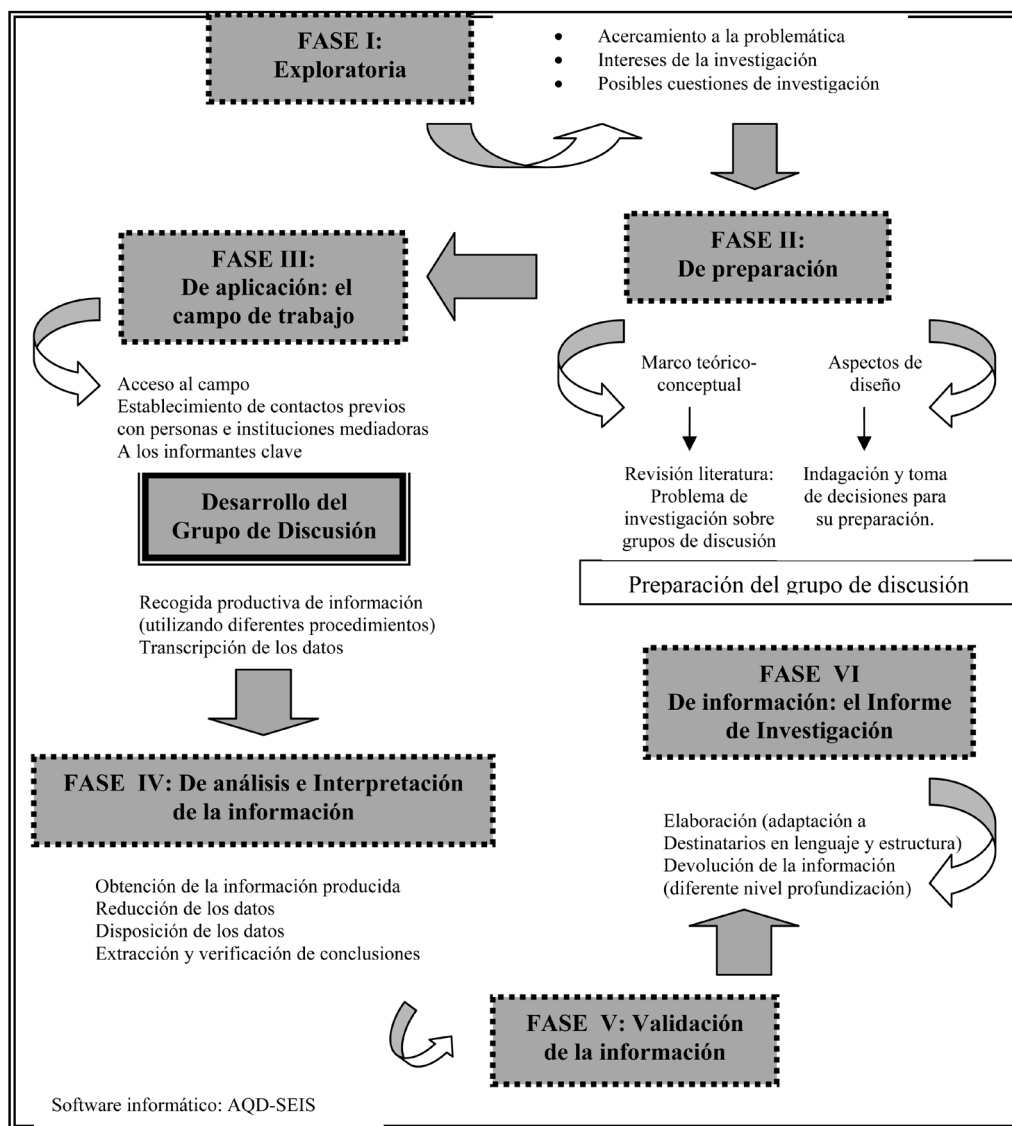 FASE I:
Exploratoria
• Acercamiento a la problemática
• Intereses de la investigación
• Posibles cuestiones de investigación
FASE II:
De preparación
FASE III:
De aplicación: el
campo de trabajo
Marco teórico-
conceptual
Aspectos de
diseño
Revisión literatura:
Problema de
investigación sobre
grupos de discusión
Indagación y toma
de decisiones para
su preparación.
Preparación del grupo de discusión
Acceso al campo
Establecimiento de contactos previos
con personas e instituciones mediadoras
A los informantes clave
Desarrollo del
Grupo de Discusión
Recogida productiva de información
(utilizando diferentes procedimientos)
Transcripción de los datos
FASE IV: De análisis e Interpretación
de la información
Obtención de la información producida
Reducción de los datos
Disposición de los datos
Extracción y verificación de conclusiones
FASE V: Validación
de la información
FASE VI
De información: el Informe
de Investigación
Elaboración (adaptación a
Destinatarios en lenguaje y estructura)
Devolución de la información
(diferente nivel profundización)
Software informático: AQD-SEIS